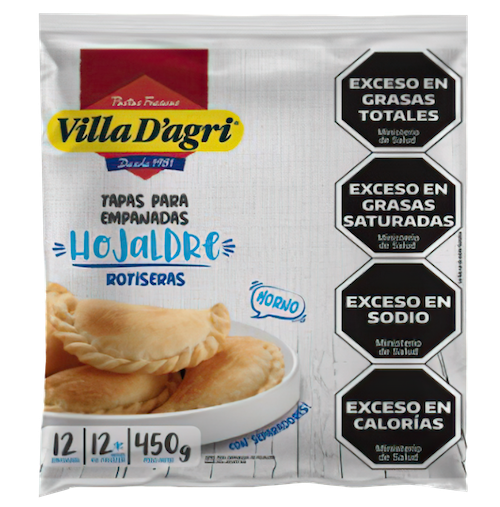 Pastas Frescas
Villa D'agri
Desde 1981
TAPAS PARA
EMPANADAS
HOJALDRE
ROTISERAS
HORNO
CON SEPARADORES!
12
12
450g
EXCESO EN
GRASAS
TOTALES
Ministerio
de Salud
EXCESO EN
GRASAS
SATURADAS
Ministerio
de Salud
EXCESO EN
SODIO
Ministerio
de Salud
EXCESO EN
CALORÍAS
Ministerio
de Salud